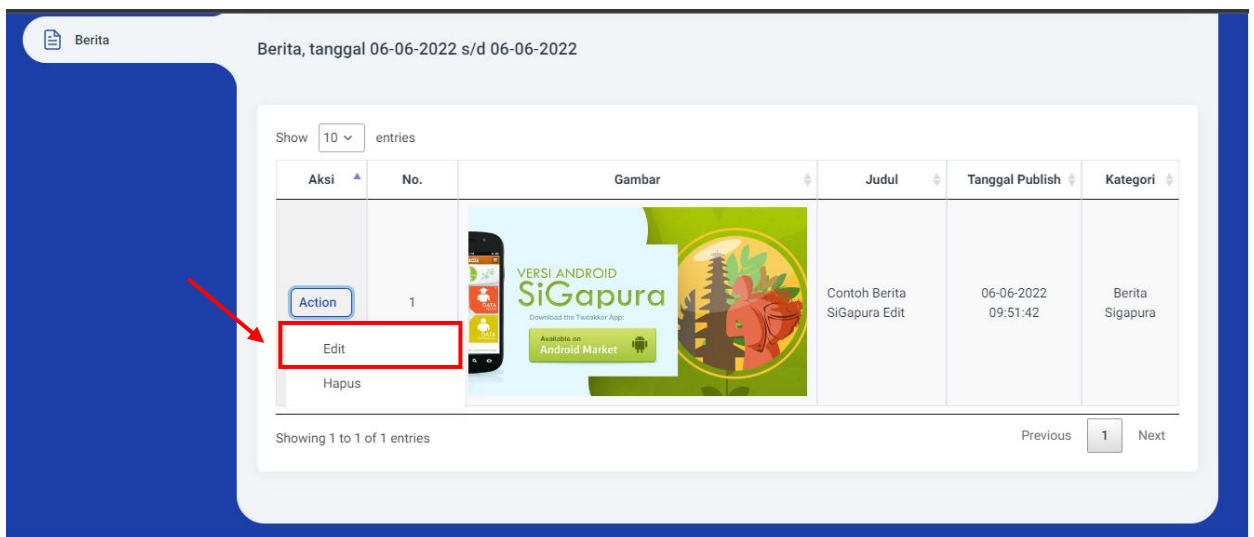 Berita
Berita, tanggal 06-06-2022 s/d 06-06-2022
Show 10 entries
Aksi No. Gambar Judul Tanggal Publish Kategori
VERSI ANDROID
SiGapura
Download the Tweakker App:
Available on
Android Market
DATA
DATA
Action
1
Contoh Berita
SiGapura Edit
06-06-2022
09:51:42
Berita
Sigapura
Edit
Hapus
Showing 1 to 1 of 1 entries
Previous 1 Next